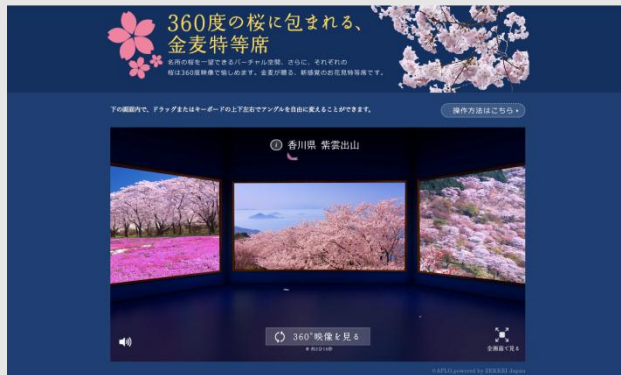 360度の桜に包まれる、
金麦特等席
名所の桜を一望できるバーチャル空間、さらに、それぞれの
桜は360度映像で愉しめます。金麦が贈る、新感覚のお花見特等席です。
下の画面内で、ドラッグまたはキーボードの上下左右でアングルを自由に変えることができます。
操作方法はこちら
i 香川県 紫雲出山
360°映像を見る
全画面で見る
©APLO powered by ZEKKEI Japan